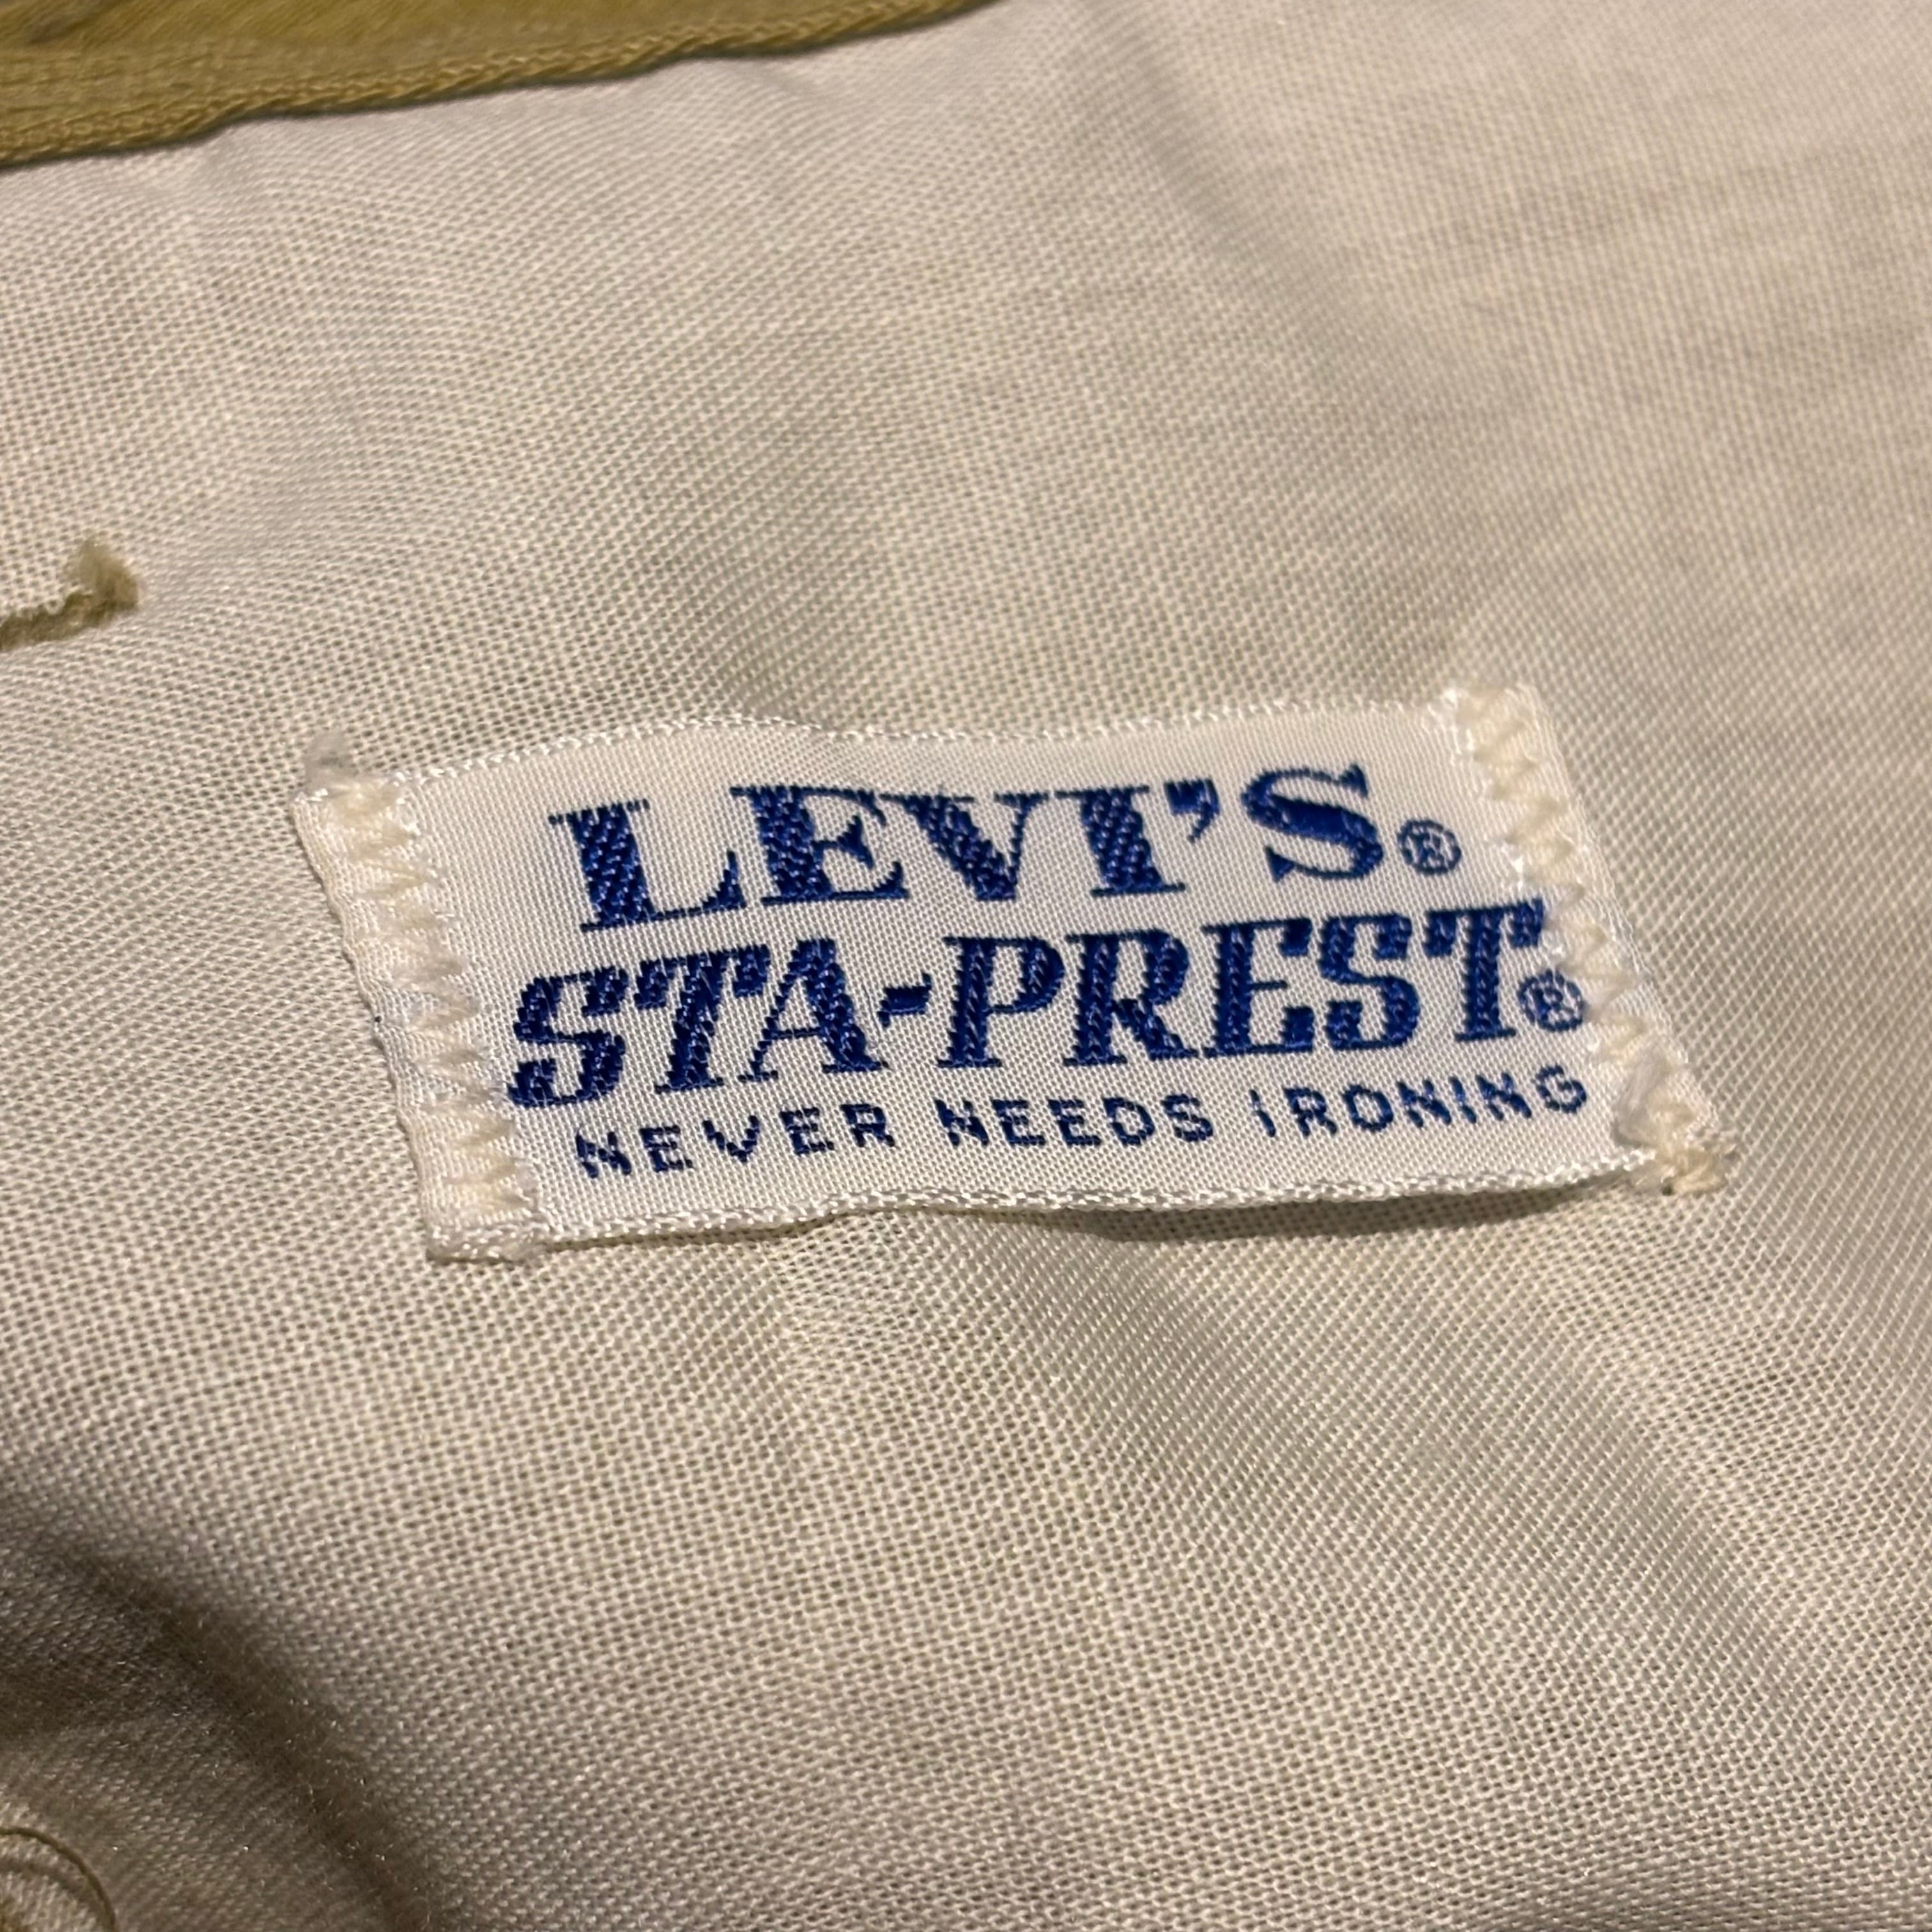 LEVI'S®
STA-PREST®
NEVER NEEDS IRONING